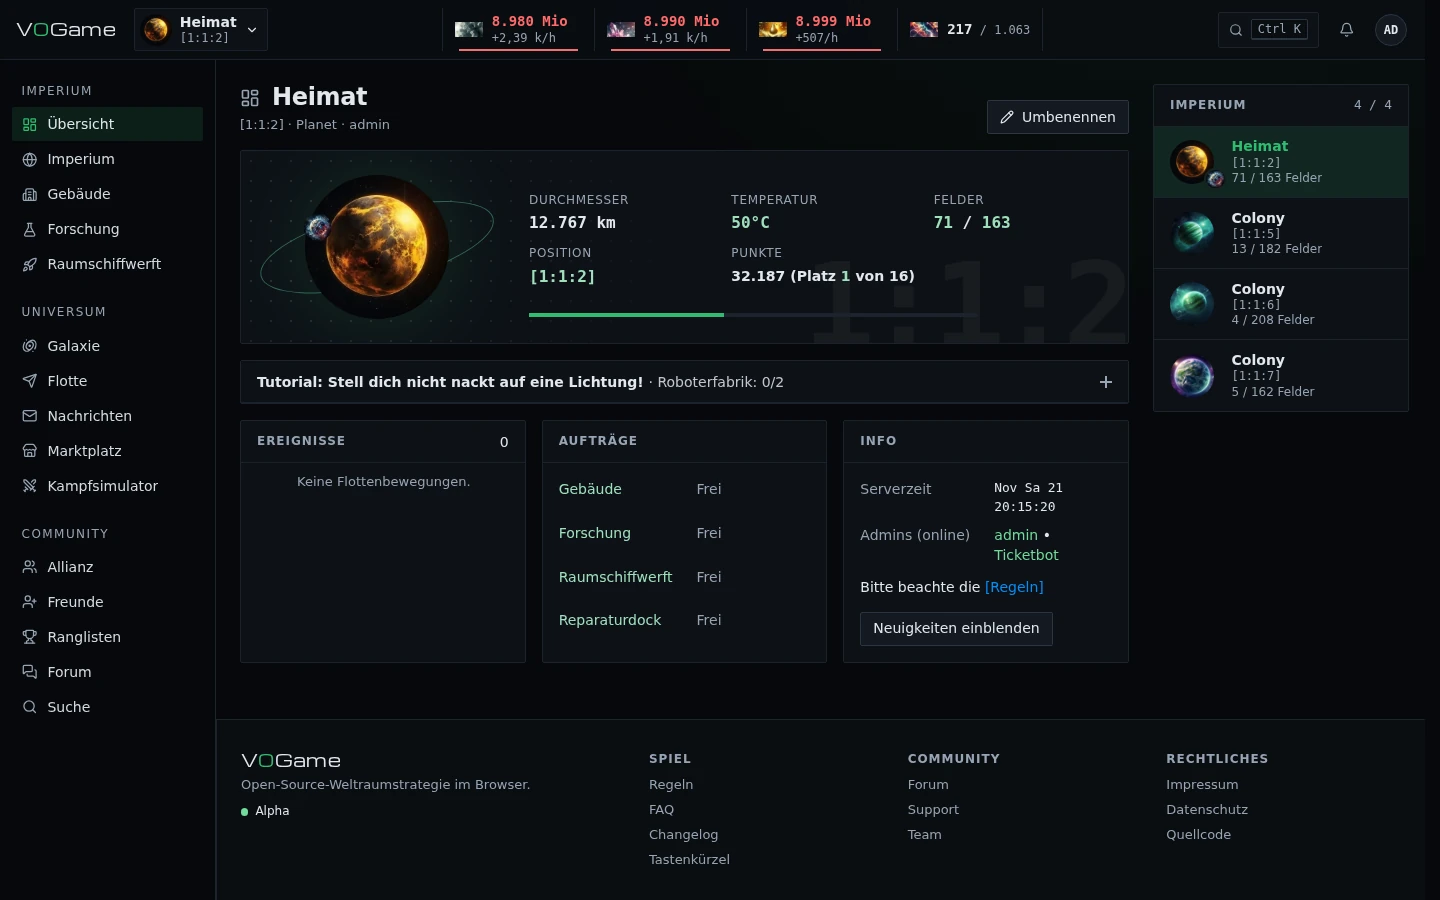 VOGame
Heimat
[1:1:2]
8.980 Mio
+2,39 k/h
8.990 Mio
+1,91 k/h
8.999 Mio
+507/h
217 / 1.063
Ctrl K
AD
IMPERIUM
Übersicht
Imperium
Gebäude
Forschung
Raumschiffwerft
UNIVERSUM
Galaxie
Flotte
Nachrichten
Marktplatz
Kampfsimulator
COMMUNITY
Allianz
Freunde
Ranglisten
Forum
Suche
Heimat
[1:1:2] · Planet · admin
Umbenennen
DURCHMESSER
12.767 km
TEMPERATUR
50°C
FELDER
71 / 163
POSITION
[1:1:2]
PUNKTE
32.187 (Platz 1 von 16)
1:1:2
Tutorial: Stell dich nicht nackt auf eine Lichtung! · Roboterfabrik: 0/2
EREIGNISSE 0
Keine Flottenbewegungen.
AUFTRÄGE
Gebäude Frei
Forschung Frei
Raumschiffwerft Frei
Reparaturdock Frei
INFO
Serverzeit Nov Sa 21
20:15:20
Admins (online) admin •
Ticketbot
Bitte beachte die [Regeln]
Neuigkeiten einblenden
IMPERIUM 4 / 4
Heimat
[1:1:2]
71 / 163 Felder
Colony
[1:1:5]
13 / 182 Felder
Colony
[1:1:6]
4 / 208 Felder
Colony
[1:1:7]
5 / 162 Felder
VOGame
Open-Source-Weltraumstrategie im Browser.
Alpha
SPIEL
Regeln
FAQ
Changelog
Tastenkürzel
COMMUNITY
Forum
Support
Team
RECHTLICHES
Impressum
Datenschutz
Quellcode